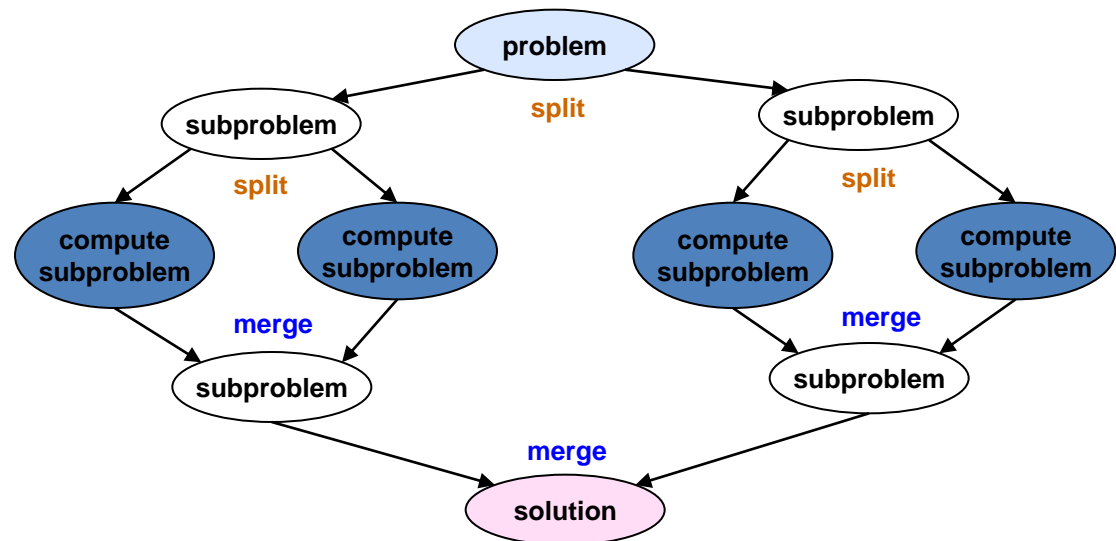 problem
split
subproblem
subproblem
split
split
compute
subproblem
compute
subproblem
compute
subproblem
compute
subproblem
merge
merge
subproblem
subproblem
merge
solution